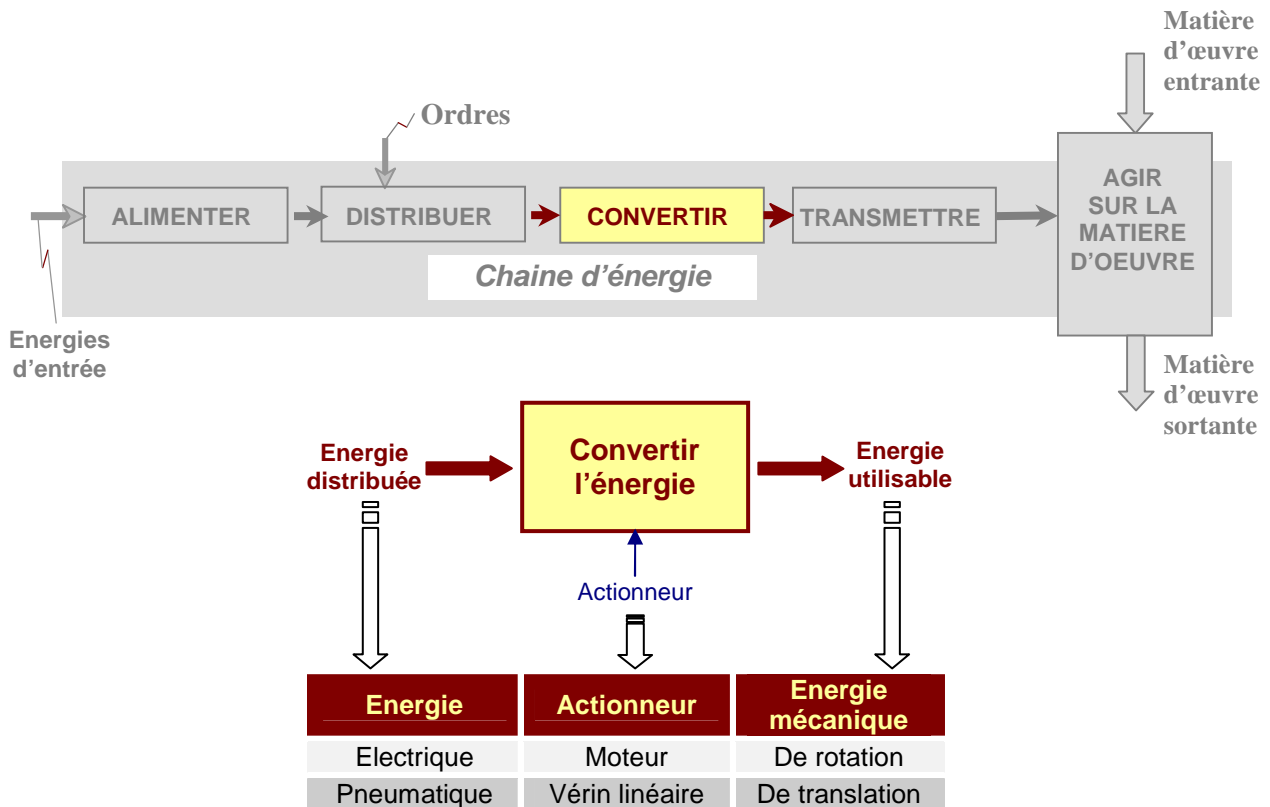 Matière
d’œuvre
entrante
Ordres
ALIMENTER
DISTRIBUER
CONVERTIR
TRANSMETTRE
AGIR
SUR LA
MATIERE
D’OEUVRE
Chaine d’énergie
Energies
d’entrée
Matière
d’œuvre
sortante
Energie
distribuée
Convertir
l’énergie
Energie
utilisable
Actionneur
Energie Actionneur Energie
mécanique
Electrique Moteur De rotation
Pneumatique Vérin linéaire De translation